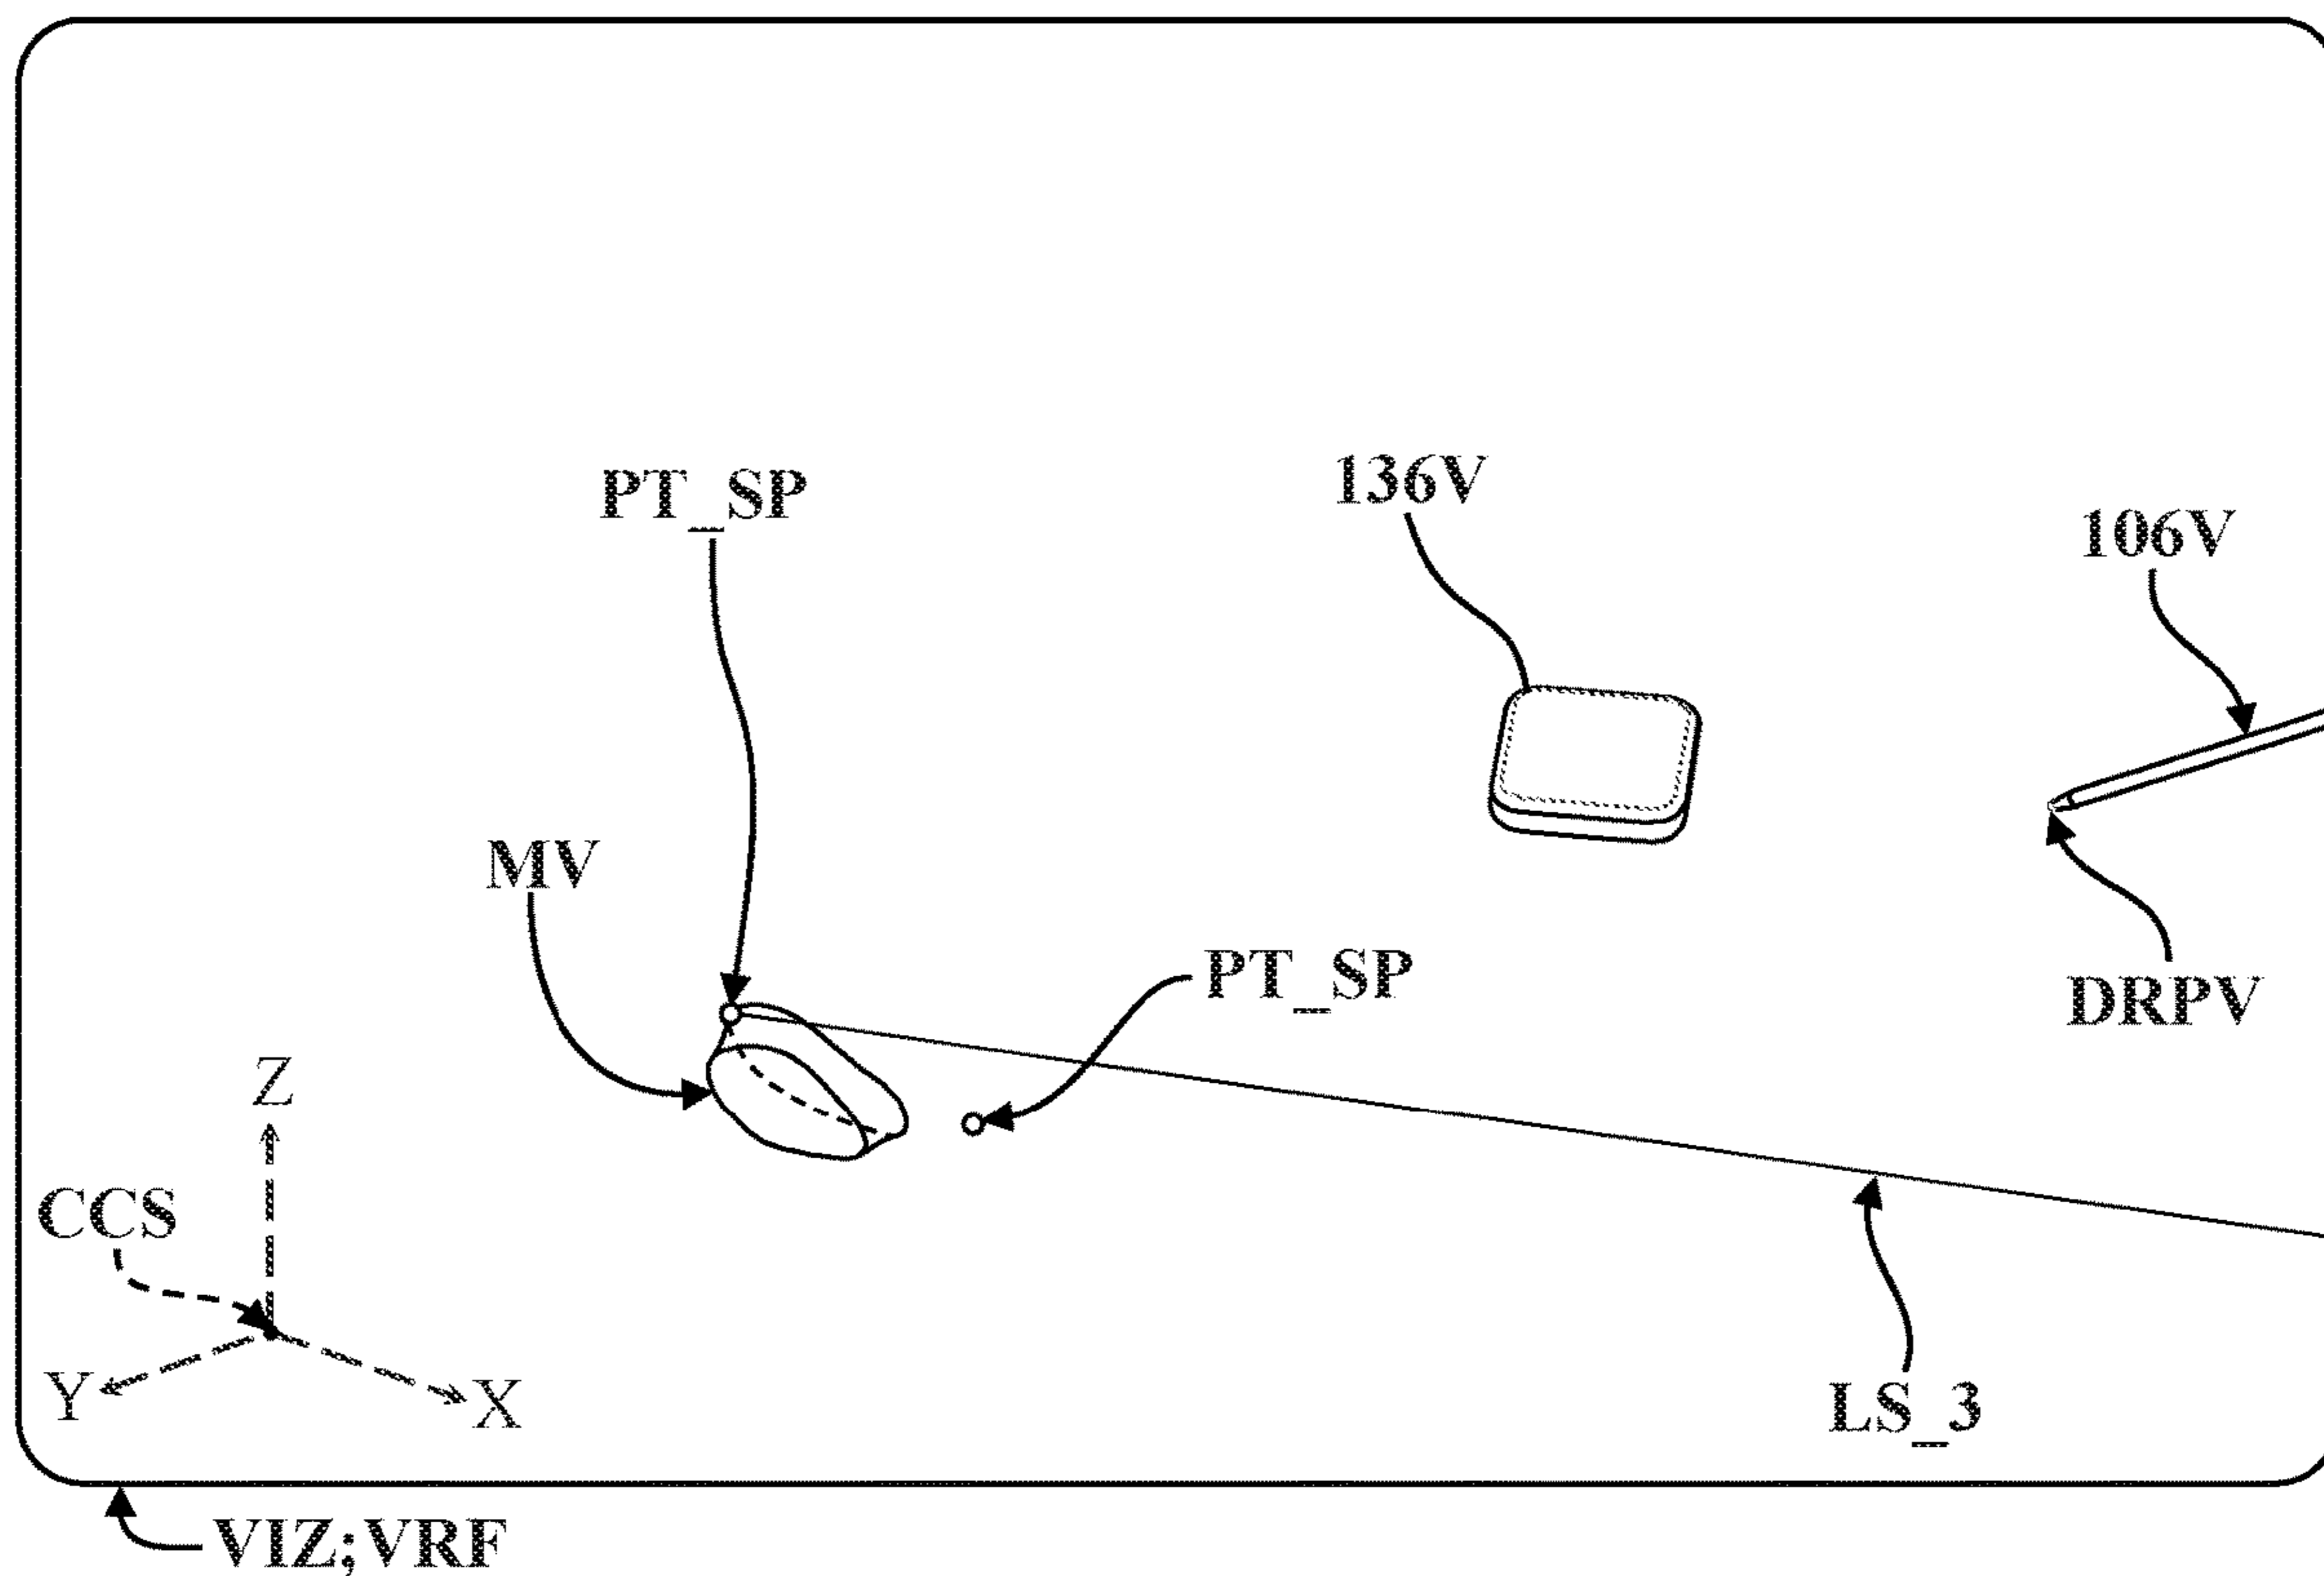 136V
PT_SP
106V
MV
PT_SP
DRPV
Z
CCS
Y
X
LS_3
VIZ;VRF